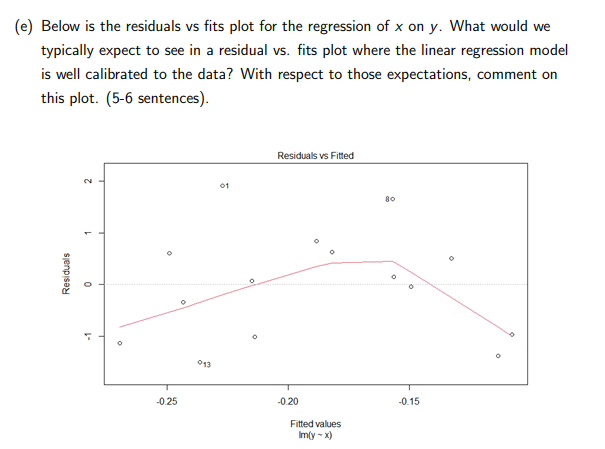 (e) Below is the residuals vs fits plot for the regression of x on y. What would we
typically expect to see in a residual vs. fits plot where the linear regression model
is well calibrated to the data? With respect to those expectations, comment on
this plot. (5-6 sentences).
Residuals vs Fitted
2
1
0
-1
Residuals
1
8
13
-0.25
-0.20
-0.15
Fitted values
lm(y ~ x)